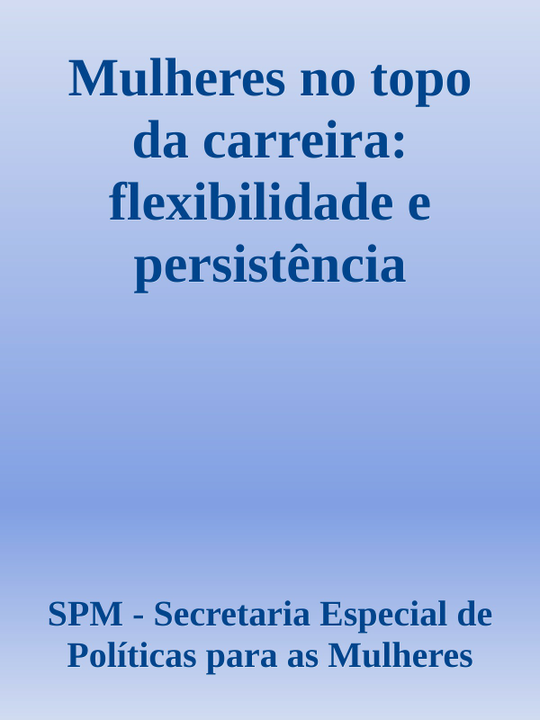 Mulheres no topo
da carreira:
flexibilidade e
persistência
SPM - Secretaria Especial de
Políticas para as Mulheres